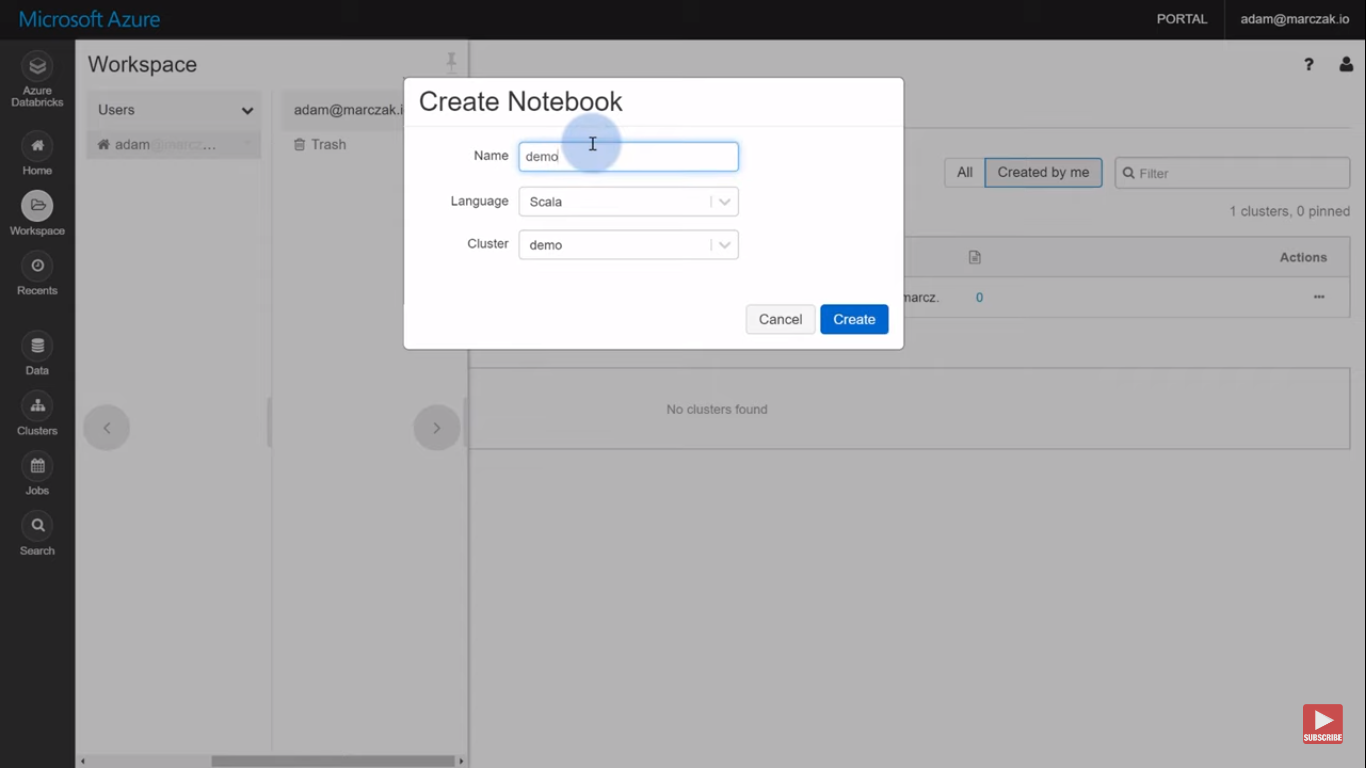 Microsoft Azure
PORTAL
adam@marczak.io
Azure
Databricks
Home
Workspace
Recents
Data
Clusters
Jobs
Search
Workspace
Users
adam@marcz...
adam@marczak.i
Trash
Create Notebook
Name
demo
Language
Scala
Cluster
demo
Cancel
Create
?
All
Created by me
Filter
1 clusters, 0 pinned
Actions
marcz.
0
No clusters found
SUBSCRIBE